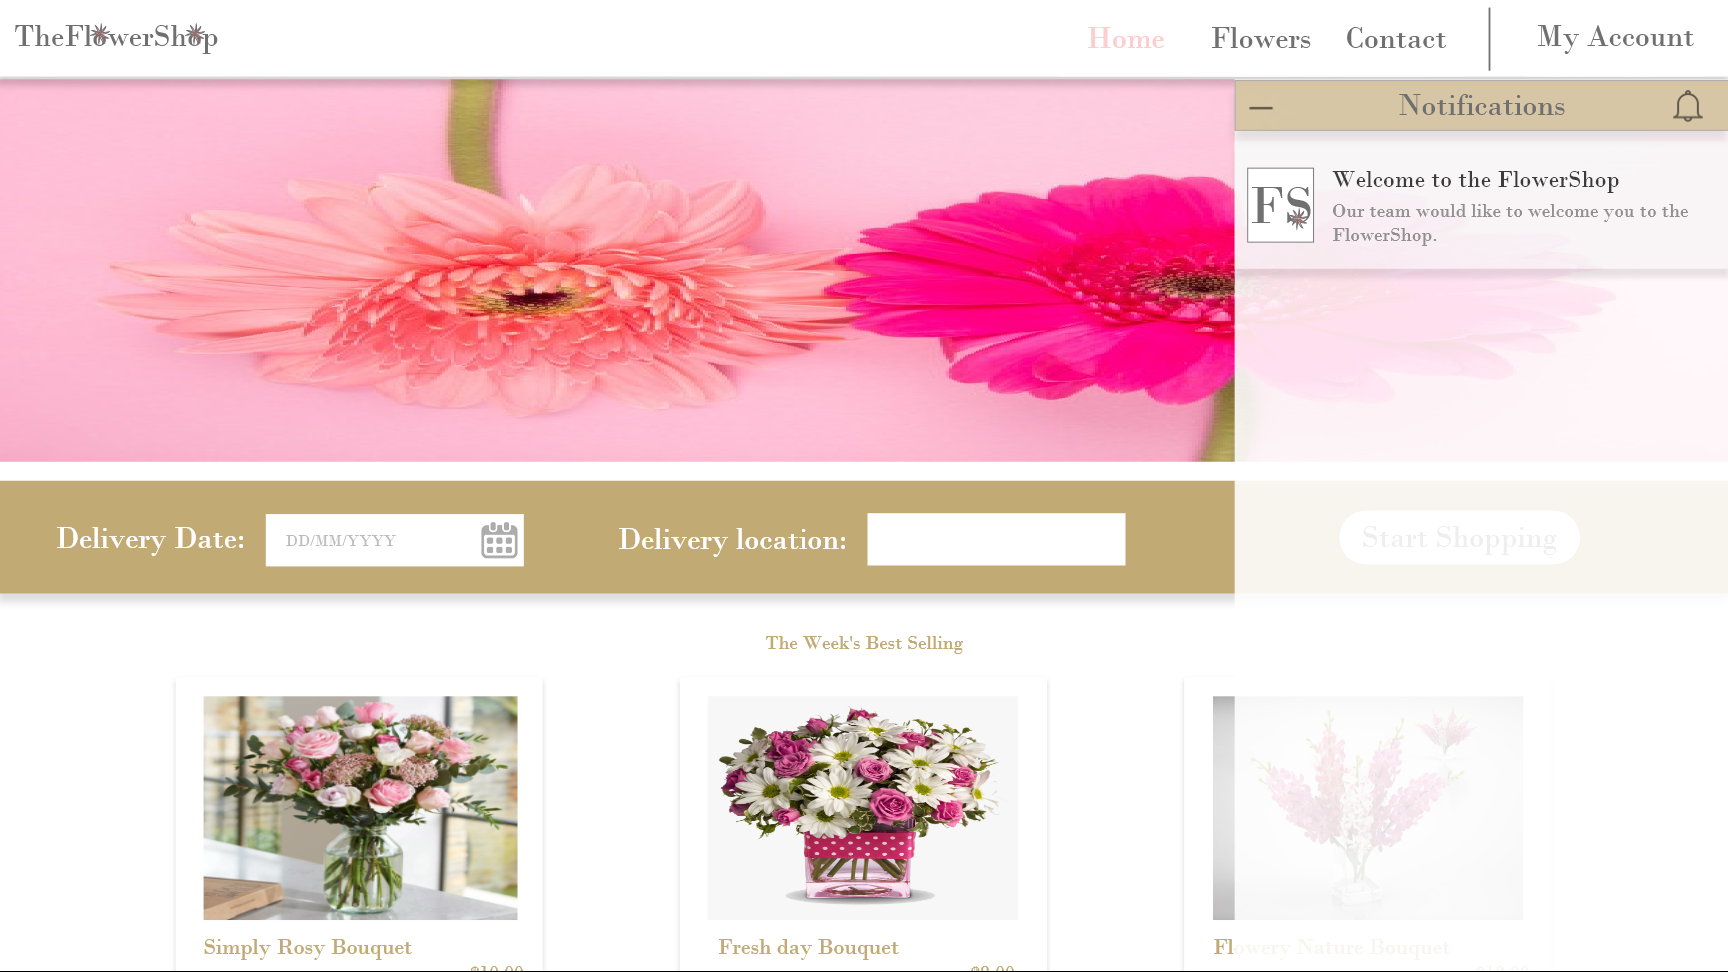 TheFlowerShop
Home Flowers Contact My Account
Notifications
Welcome to the FlowerShop
Our team would like to welcome you to the
FlowerShop.
FS
Delivery Date: DD/MM/YYYY Delivery location: Start Shopping
The Week's Best Selling
Simply Rosy Bouquet Fresh day Bouquet Flowery Nature Bouquet